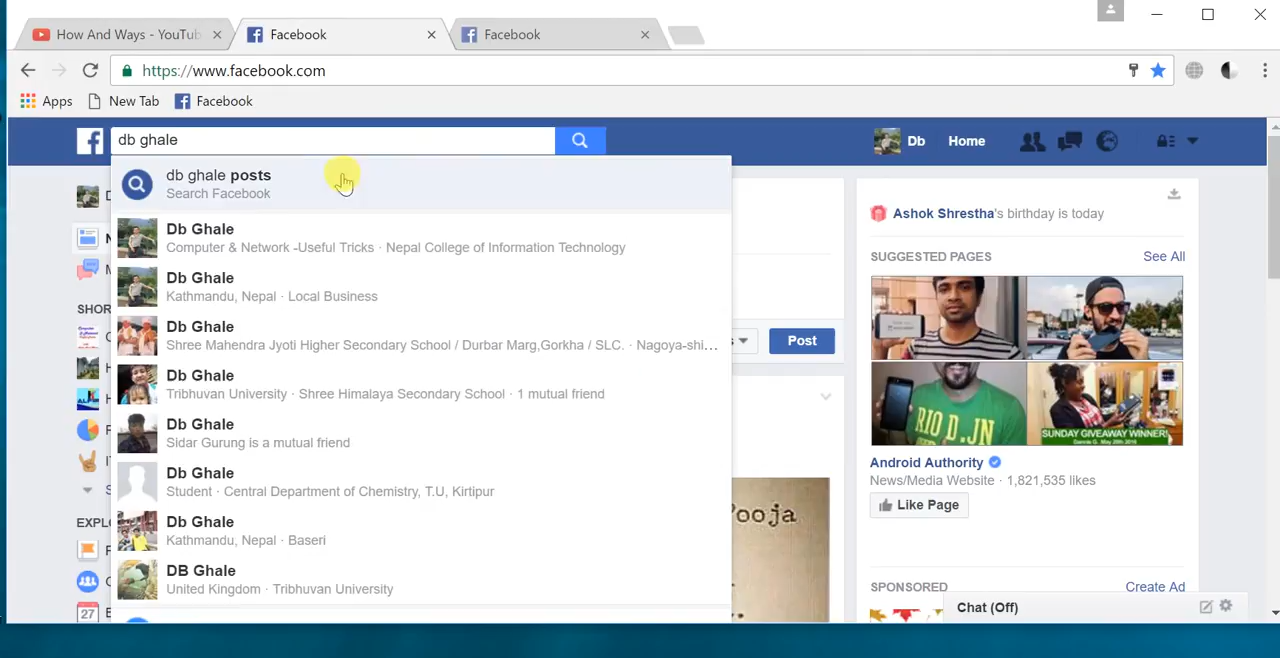 How And Ways - YouTub
Facebook
Facebook
https://www.facebook.com
Apps
New Tab
Facebook
db ghale
Db
Home
db ghale posts
Search Facebook
Db Ghale
Computer & Network -Useful Tricks · Nepal College of Information Technology
Db Ghale
Kathmandu, Nepal · Local Business
Db Ghale
Shree Mahendra Jyoti Higher Secondary School / Durbar Marg,Gorkha / SLC. · Nagoya-shi...
Db Ghale
Tribhuvan University · Shree Himalaya Secondary School · 1 mutual friend
Db Ghale
Sidar Gurung is a mutual friend
Db Ghale
Student · Central Department of Chemistry, T.U, Kirtipur
Db Ghale
Kathmandu, Nepal · Baseri
DB Ghale
United Kingdom · Tribhuvan University
SHOR
EXPL
27
Post
Pooja
Ashok Shrestha's birthday is today
SUGGESTED PAGES
See All
RIO D.JN
SUNDAY GIVEAWAY WINNER!
Android Authority
News/Media Website · 1,821,535 likes
Like Page
SPONSORED
Create Ad
Chat (Off)